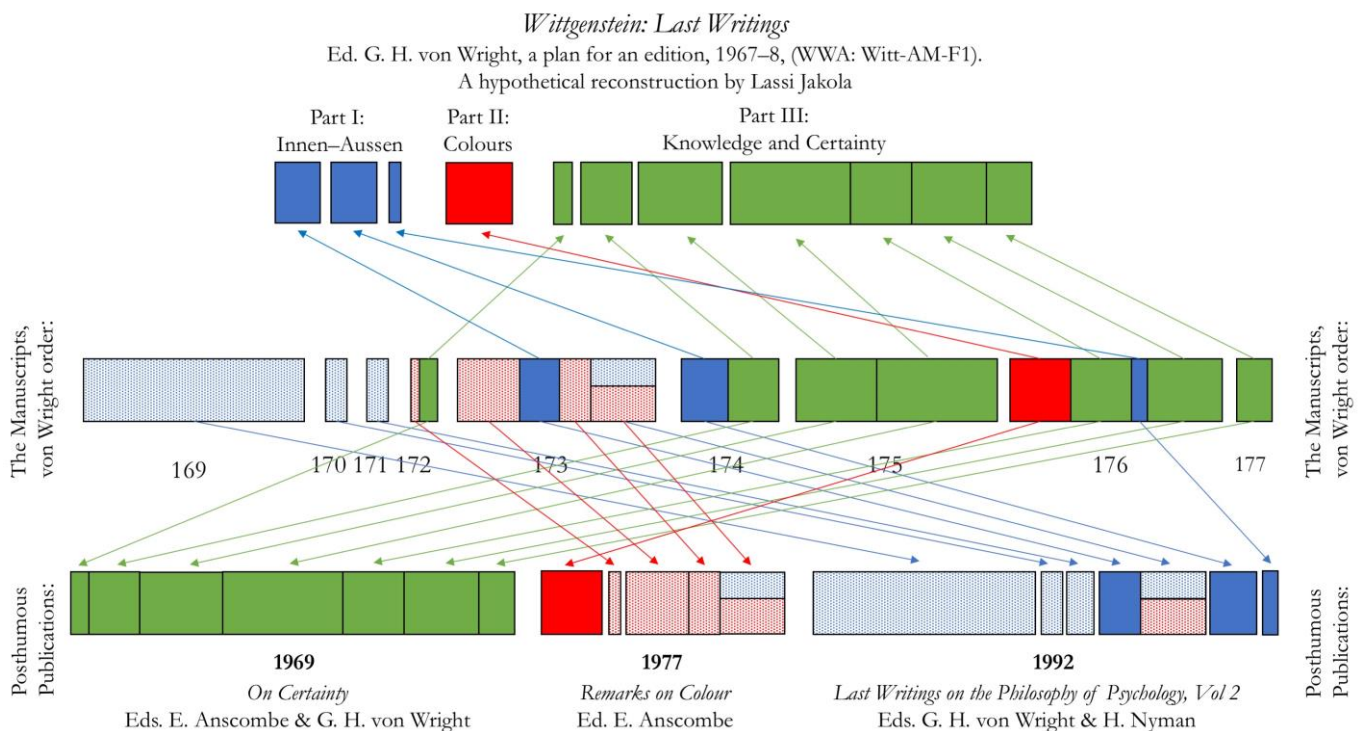 Wittgenstein: Last Writings
Ed. G. H. von Wright, a plan for an edition, 1967–8, (WWA: Witt-AM-F1).
A hypothetical reconstruction by Lassi Jakola
Part I:
Innen–Aussen
Part II:
Colours
Part III:
Knowledge and Certainty
The Manuscripts,
von Wright order:
169
170
171
172
173
174
175
176
177
The Manuscripts,
von Wright order:
Posthumous
Publications:
1969
On Certainty
Eds. E. Anscombe & G. H. von Wright
1977
Remarks on Colour
Ed. E. Anscombe
1992
Last Writings on the Philosophy of Psychology, Vol 2
Eds. G. H. von Wright & H. Nyman
Posthumous
Publications: